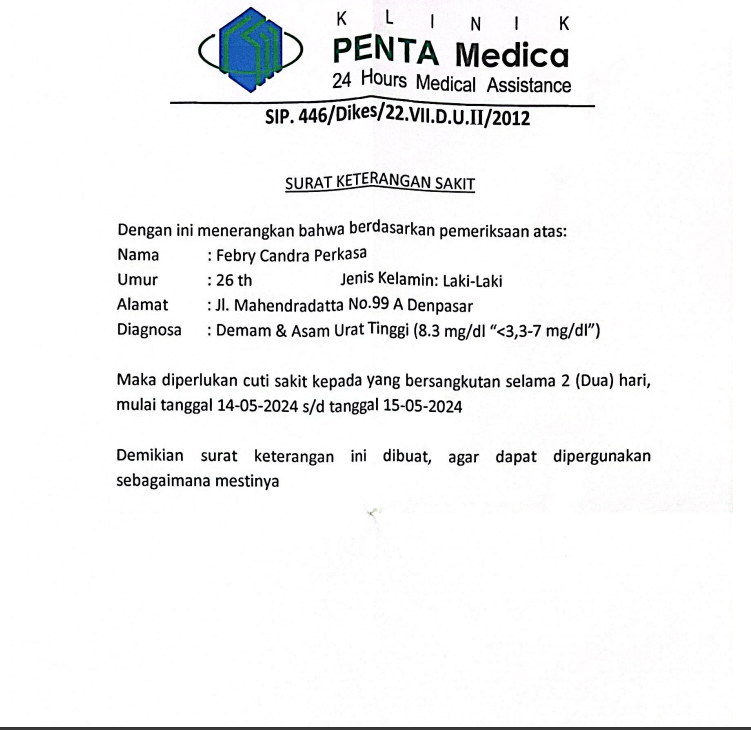 KLINIK
PENTA Medica
24 Hours Medical Assistance
SIP. 446/Dikes/22.VII.D.U.II/2012
SURAT KETERANGAN SAKIT
Dengan ini menerangkan bahwa berdasarkan pemeriksaan atas:
Nama : Febry Candra Perkasa
Umur : 26 th Jenis Kelamin: Laki-Laki
Alamat : Jl. Mahendradatta No.99 A Denpasar
Diagnosa : Demam & Asam Urat Tinggi (8.3 mg/dl “<3,3-7 mg/dl”)
Maka diperlukan cuti sakit kepada yang bersangkutan selama 2 (Dua) hari,
mulai tanggal 14-05-2024 s/d tanggal 15-05-2024
Demikian surat keterangan ini dibuat, agar dapat dipergunakan
sebagaimana mestinya